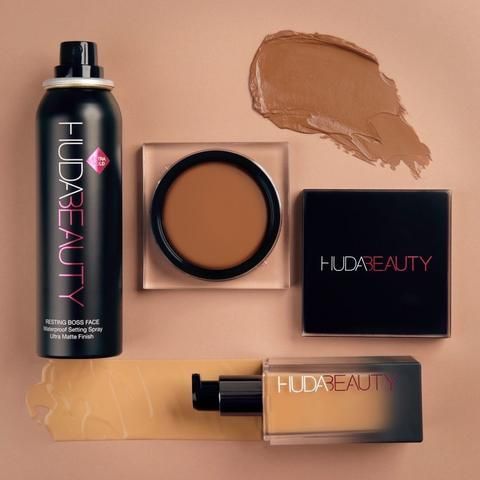 HUDABEAUTY
RESTING BOSS FACE
Waterproof Setting Spray
Ultra Matte Finish
HUDABEAUTY
HUDABEAUTY